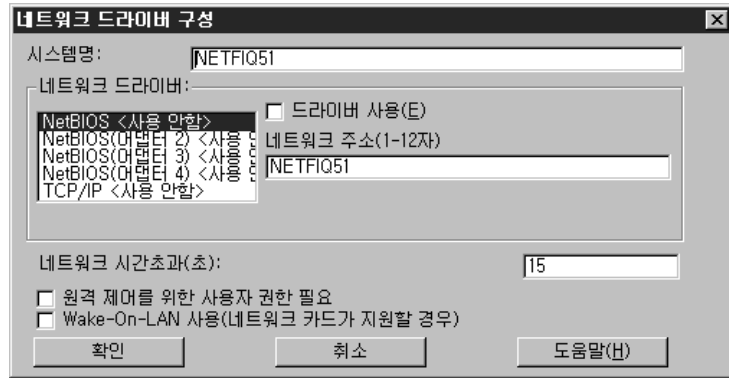 네트워크 드라이버 구성
시스템명: NETFIQ51
네트워크 드라이버:
NetBIOS <사용 안함>
NetBIOS(어댑터 2) <사용 안
NetBIOS(어댑터 3) <사용 안
NetBIOS(어댑터 4) <사용 안
TCP/IP <사용 안함>
드라이버 사용(E)
네트워크 주소(1-12자)
NETFIQ51
네트워크 시간초과(초): 15
원격 제어를 위한 사용자 권한 필요
Wake-On-LAN 사용(네트워크 카드가 지원할 경우)
확인 취소 도움말(H)